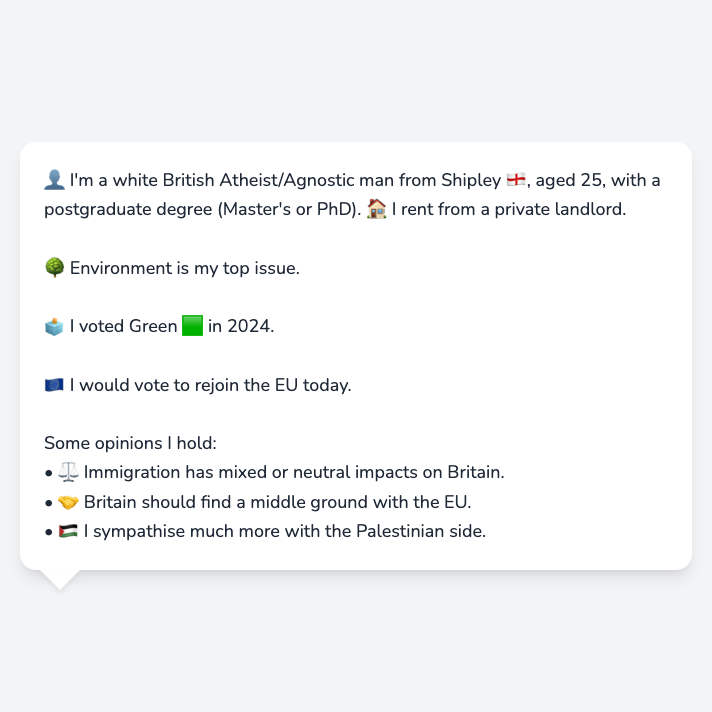 👤 I'm a white British Atheist/Agnostic man from Shipley 🏴󠁧󠁢󠁥󠁮󠁧󠁿, aged 25, with a
postgraduate degree (Master's or PhD). 🏠 I rent from a private landlord.
🌳 Environment is my top issue.
🗳️ I voted Green 🟩 in 2024.
🇪🇺 I would vote to rejoin the EU today.
Some opinions I hold:
• ⚖️ Immigration has mixed or neutral impacts on Britain.
• 🤝 Britain should find a middle ground with the EU.
• 🇵🇸 I sympathise much more with the Palestinian side.